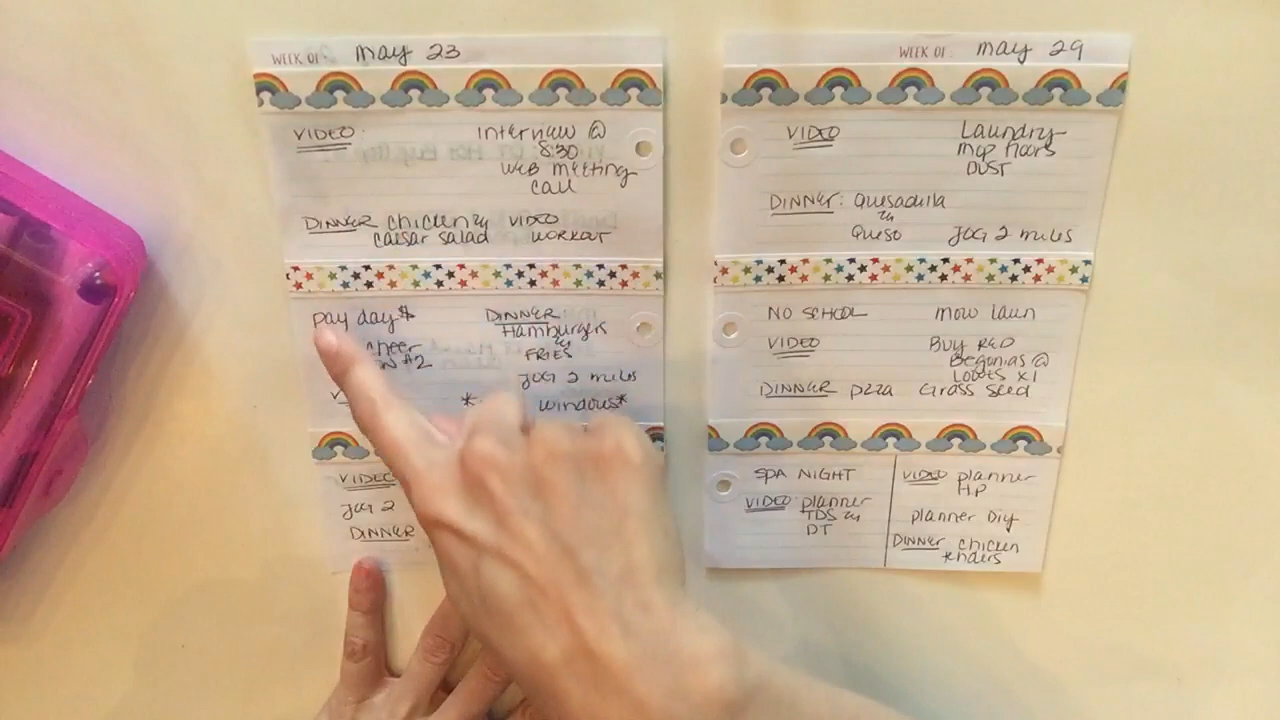 WEEK OF: May 23
VIDEO
Interview @
8:30
WEB meeting
call
DINNER chicken w/
caesar salad
VIDEO
WORKOUT
pay day $
cheer
#2
DINNER
Hamburgers
w/
FRIES
JOG 2 miles
* windows*
VIDEO
JOG 2
DINNER
WEEK OF: May 29
VIDEO
Laundry
mop floors
DUST
DINNER: Quesadilla
w/
Queso
JOG 2 miles
NO SCHOOL
mow lawn
VIDEO
Buy RED
Begonias @
Lowes x1
DINNER pizza
Grass seed
SPA NIGHT
VIDEO planner
TDS w/
DT
VIDEO planner
HP
planner Diy
DINNER chicken
tenders